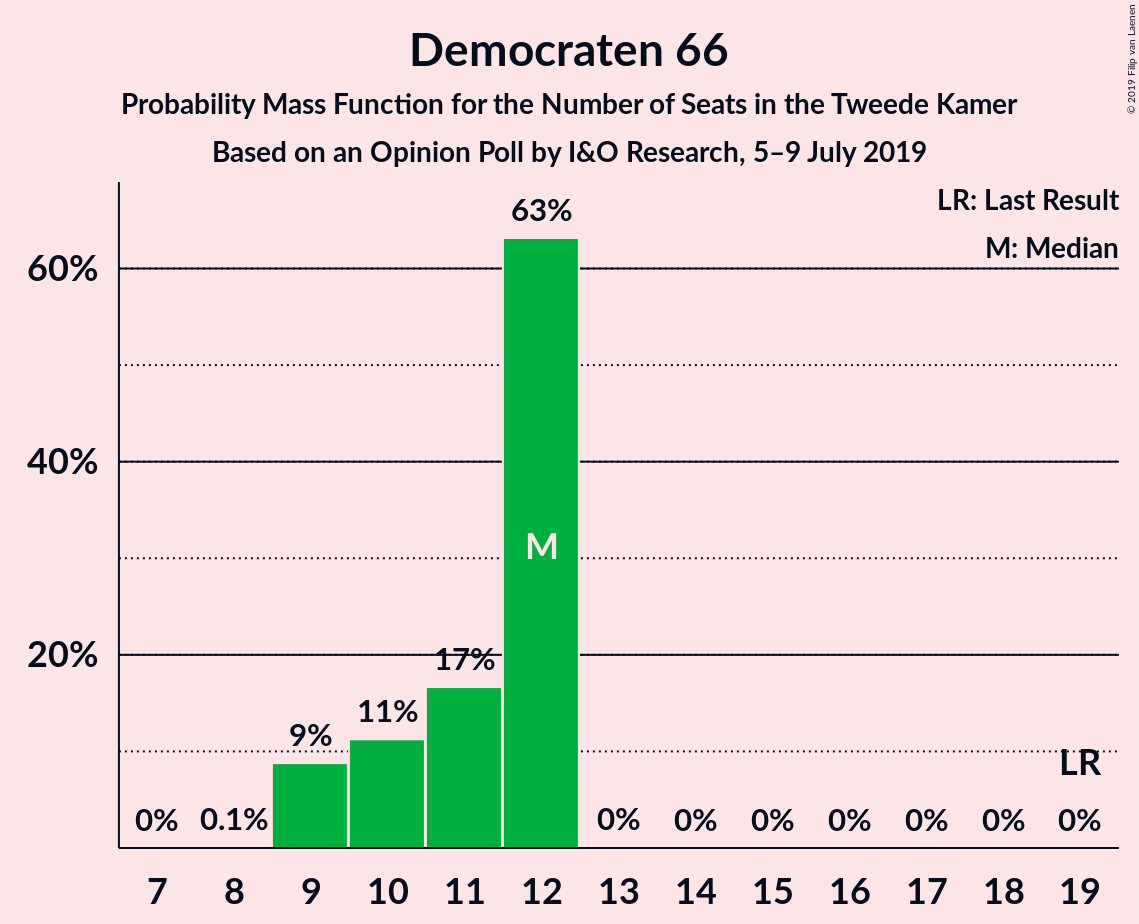 Democraten 66
Probability Mass Function for the Number of Seats in the Tweede Kamer
Based on an Opinion Poll by I&O Research, 5–9 July 2019
© 2019 Filip van Laenen
LR: Last Result
M: Median
60%
40%
20%
0%
0.1%
9%
11%
17%
63%
M
0%
0%
0%
0%
0%
0%
0%
LR
7 8 9 10 11 12 13 14 15 16 17 18 19